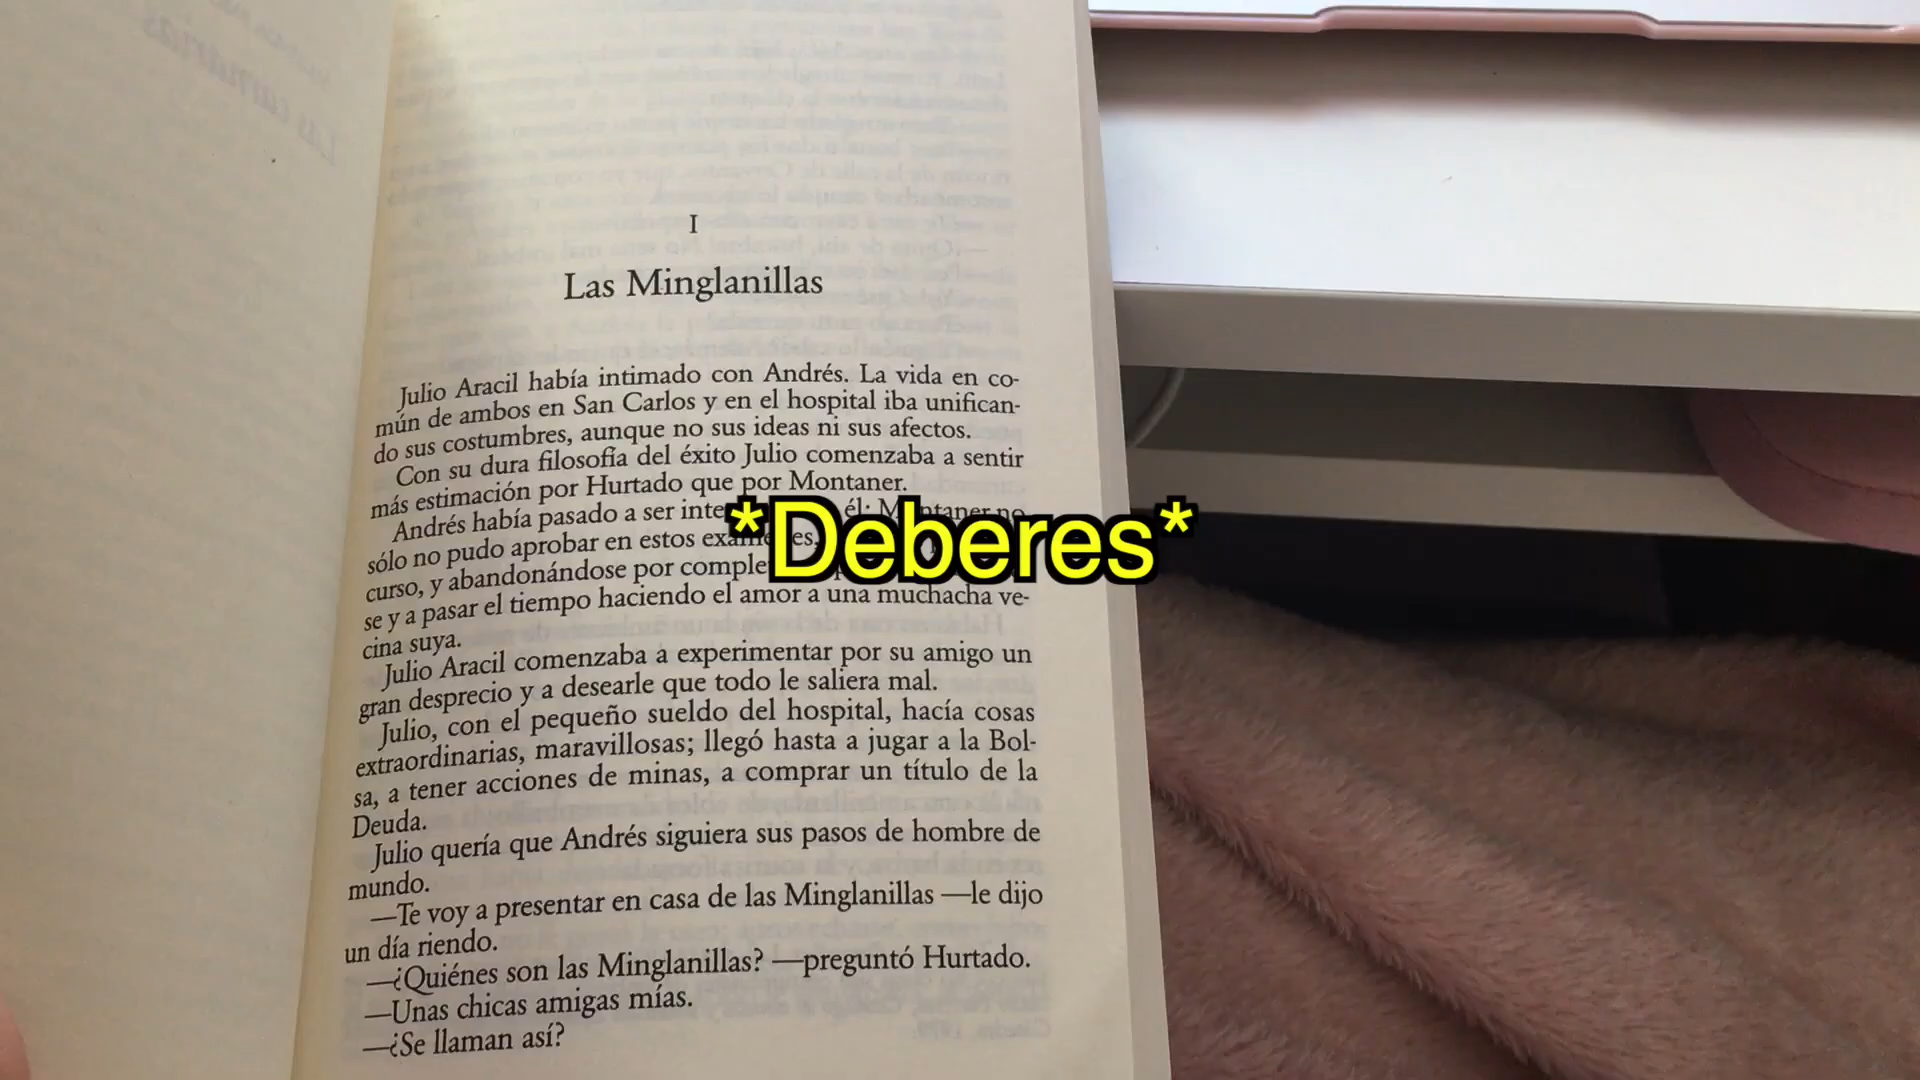 I
Las Minglanillas
Julio Aracil había intimado con Andrés. La vida en co-
mún de ambos en San Carlos y en el hospital iba unifican-
do sus costumbres, aunque no sus ideas ni sus afectos.
Con su dura filosofía del éxito Julio comenzaba a sentir
más estimación por Hurtado que por Montaner.
Andrés había pasado a ser él; Montaner no
sólo no pudo aprobar en estos exámenes,
curso, y abandonándose por
se y a pasar el tiempo haciendo el amor a una muchacha ve-
cina suya.
Julio Aracil comenzaba a experimentar por su amigo un
gran desprecio y a desearle que todo le saliera mal.
Julio, con el pequeño sueldo del hospital, hacía cosas
extraordinarias, maravillosas; llegó hasta a jugar a la Bol-
sa, a tener acciones de minas, a comprar un título de la
Deuda.
Julio quería que Andrés siguiera sus pasos de hombre de
mundo.
—Te voy a presentar en casa de las Minglanillas —le dijo
un día riendo.
—¿Quiénes son las Minglanillas? —preguntó Hurtado.
—Unas chicas amigas mías.
—¿Se llaman así?
*Deberes*